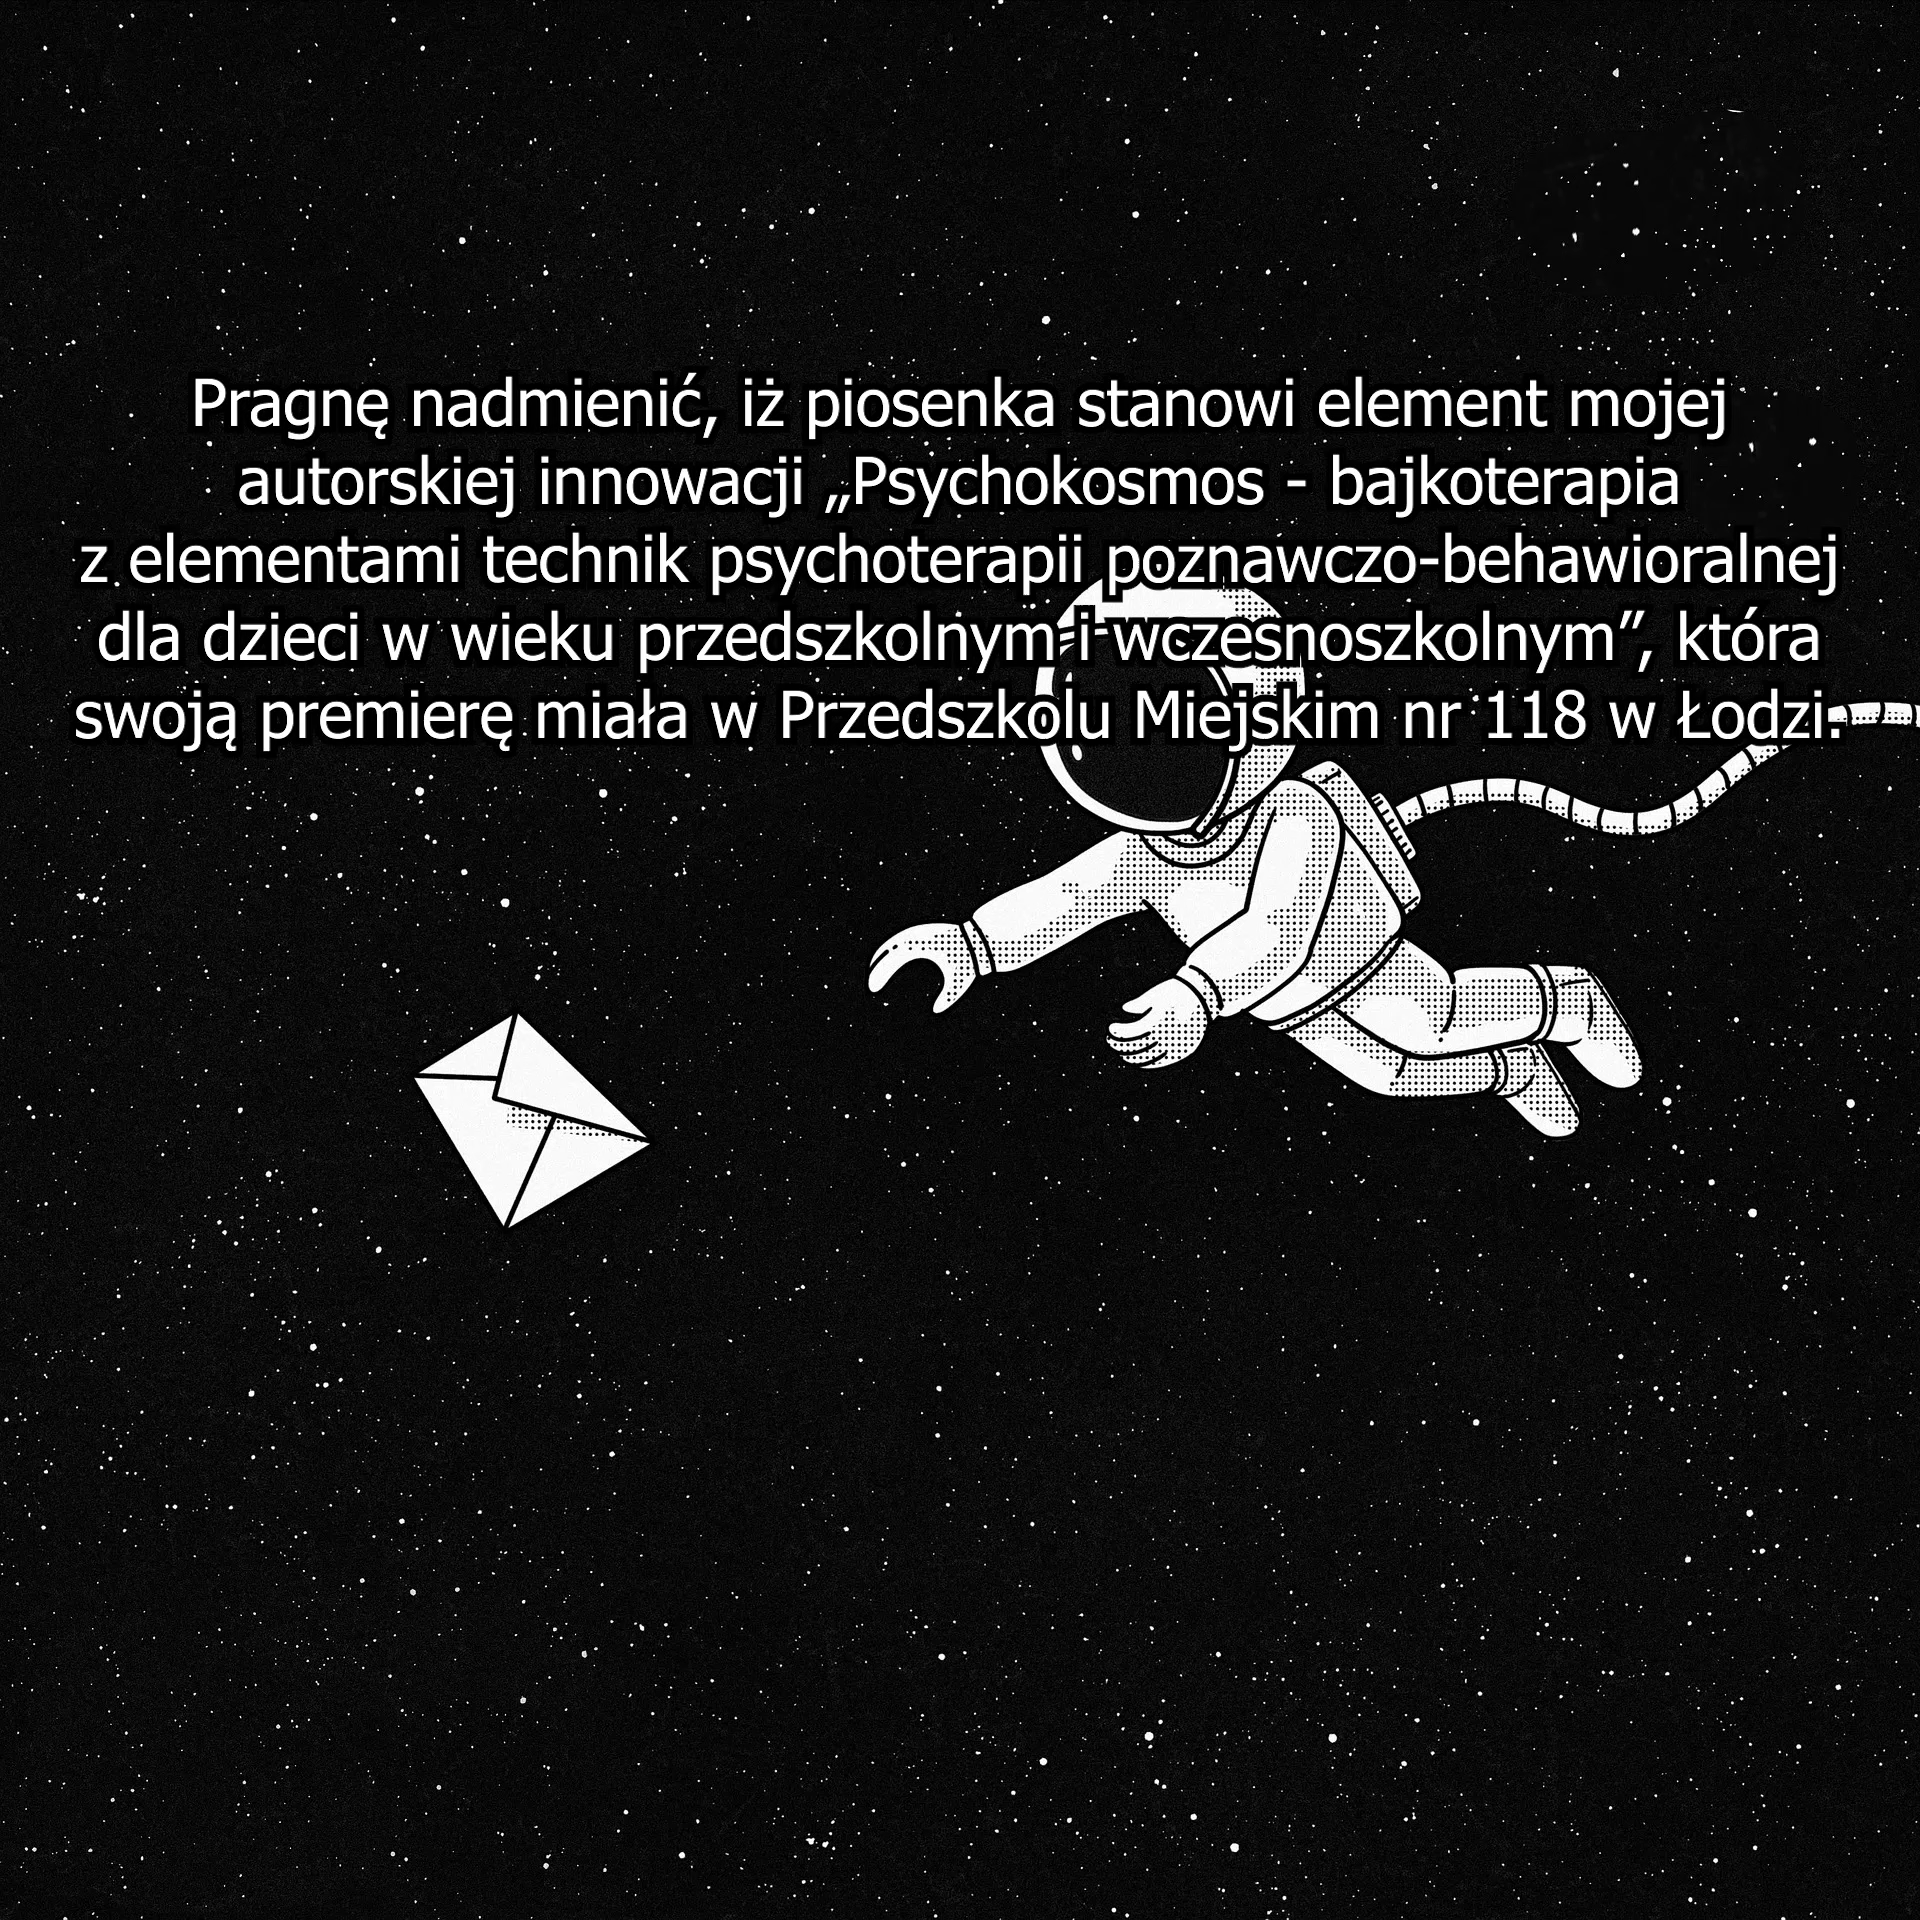 Pragnę nadmienić, iż piosenka stanowi element mojej
autorskiej innowacji „Psychokosmos - bajkoterapia
z elementami technik psychoterapii poznawczo-behawioralnej
dla dzieci w wieku przedszkolnym i wczesnoszkolnym”, która
swoją premierę miała w Przedszkolu Miejskim nr 118 w Łodzi.